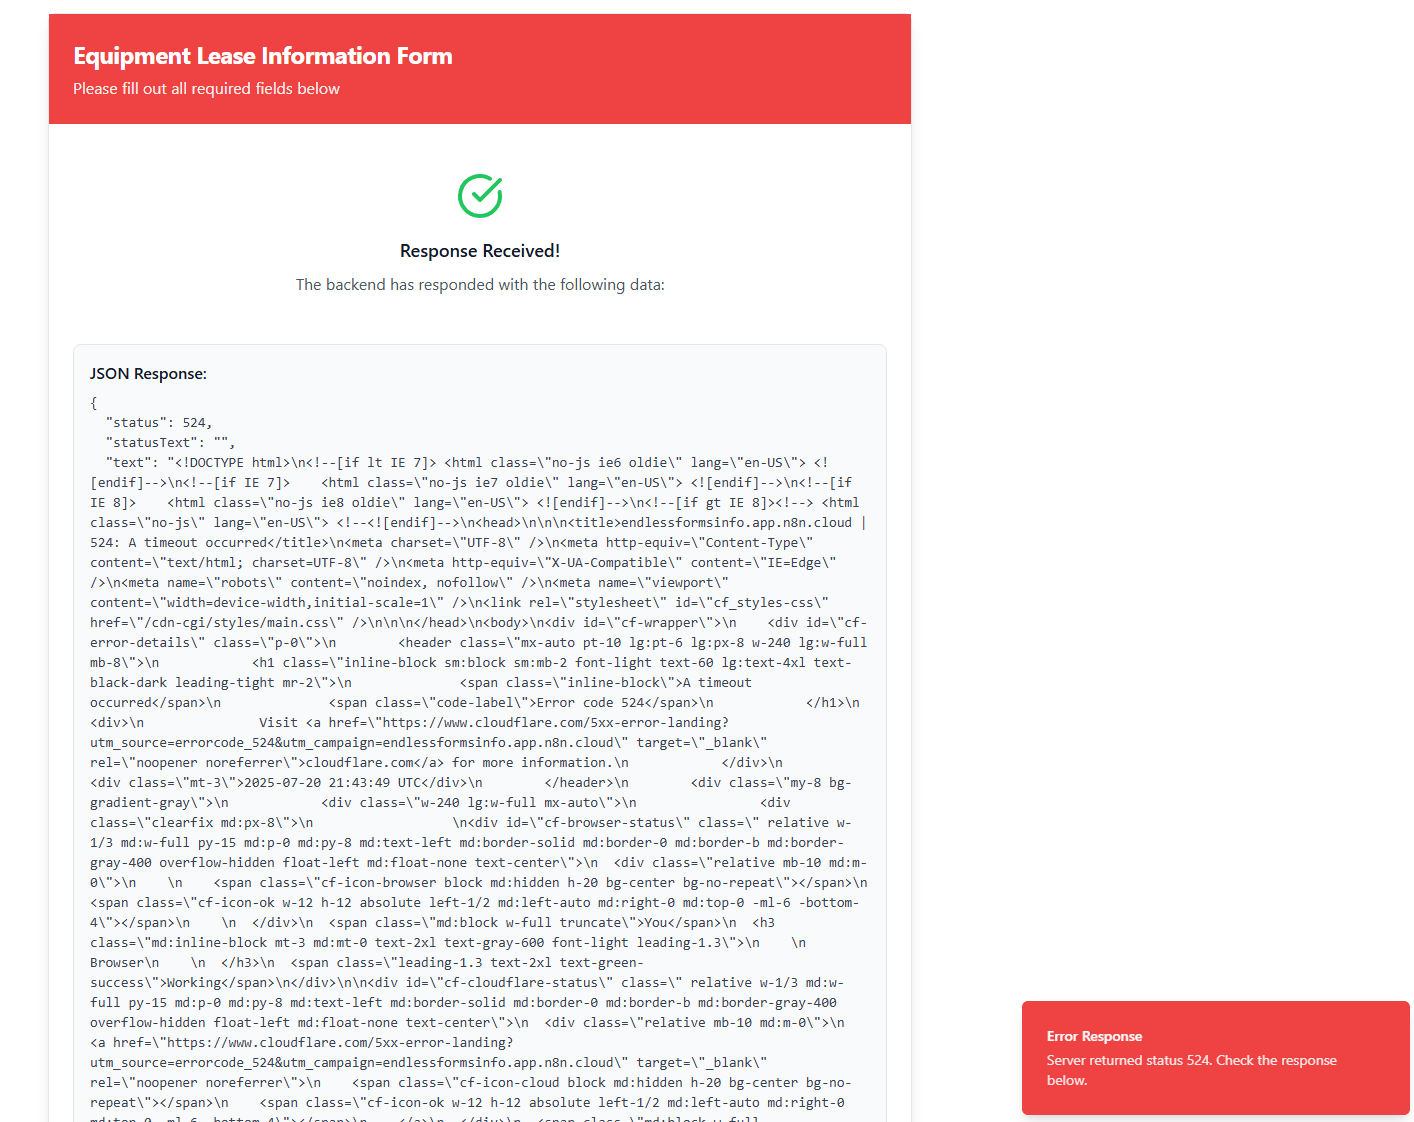 Equipment Lease Information Form
Please fill out all required fields below
Response Received!
The backend has responded with the following data:
JSON Response:
{
  "status": 524,
  "statusText": "",
  "text": "<!DOCTYPE html>\n<!--[if lt IE 7]> <html class=\"no-js ie6 oldie\" lang=\"en-US\"> <!
[endif]-->\n<!--[if IE 7]>    <html class=\"no-js ie7 oldie\" lang=\"en-US\"> <![endif]-->\n<!--[if
IE 8]>    <html class=\"no-js ie8 oldie\" lang=\"en-US\"> <![endif]-->\n<!--[if gt IE 8]><!--> <html
class=\"no-js\" lang=\"en-US\"> <!--<![endif]-->\n<head>\n\n\n<title>endlessformsinfo.app.n8n.cloud |
524: A timeout occurred</title>\n<meta charset=\"UTF-8\" />\n<meta http-equiv=\"Content-Type\"
content=\"text/html; charset=UTF-8\" />\n<meta http-equiv=\"X-UA-Compatible\" content=\"IE=Edge\"
/>\n<meta name=\"robots\" content=\"noindex, nofollow\" />\n<meta name=\"viewport\"
content=\"width=device-width,initial-scale=1\" />\n<link rel=\"stylesheet\" id=\"cf_styles-css\"
href=\"/cdn-cgi/styles/main.css\" />\n\n\n</head>\n<body>\n<div id=\"cf-wrapper\">\n    <div id=\"cf-
error-details\" class=\"p-0\">\n        <header class=\"mx-auto pt-10 lg:pt-6 lg:px-8 w-240 lg:w-full
mb-8\">\n            <h1 class=\"inline-block sm:block sm:mb-2 font-light text-60 lg:text-4xl text-
black-dark leading-tight mr-2\">\n              <span class=\"inline-block\">A timeout
occurred</span>\n              <span class=\"code-label\">Error code 524</span>\n            </h1>\n
<div>\n               Visit <a href=\"https://www.cloudflare.com/5xx-error-landing?
utm_source=errorcode_524&utm_campaign=endlessformsinfo.app.n8n.cloud\" target=\"_blank\"
rel=\"noopener noreferrer\">cloudflare.com</a> for more information.\n            </div>\n
<div class=\"mt-3\">2025-07-20 21:43:49 UTC</div>\n        </header>\n        <div class=\"my-8 bg-
gradient-gray\">\n            <div class=\"w-240 lg:w-full mx-auto\">\n                <div
class=\"clearfix md:px-8\">\n                  \n<div id=\"cf-browser-status\" class=\" relative w-
1/3 md:w-full py-15 md:p-0 md:py-8 md:text-left md:border-solid md:border-0 md:border-b md:border-
gray-400 overflow-hidden float-left md:float-none text-center\">\n  <div class=\"relative mb-10 md:m-
0\">\n    \n    <span class=\"cf-icon-browser block md:hidden h-20 bg-center bg-no-repeat\"></span>\n
<span class=\"cf-icon-ok w-12 h-12 absolute left-1/2 md:left-auto md:right-0 md:top-0 -ml-6 -bottom-
4\"></span>\n    \n  </div>\n  <span class=\"md:block w-full truncate\">You</span>\n  <h3
class=\"md:inline-block mt-3 md:mt-0 text-2xl text-gray-600 font-light leading-1.3\">\n    \n
Browser\n    \n  </h3>\n  <span class=\"leading-1.3 text-2xl text-green-
success\">Working</span>\n</div>\n\n<div id=\"cf-cloudflare-status\" class=\" relative w-1/3 md:w-
full py-15 md:p-0 md:py-8 md:text-left md:border-solid md:border-0 md:border-b md:border-gray-400
overflow-hidden float-left md:float-none text-center\">\n  <div class=\"relative mb-10 md:m-0\">\n
<a href=\"https://www.cloudflare.com/5xx-error-landing?
utm_source=errorcode_524&utm_campaign=endlessformsinfo.app.n8n.cloud\" target=\"_blank\"
rel=\"noopener noreferrer\">\n    <span class=\"cf-icon-cloud block md:hidden h-20 bg-center bg-no-
repeat\"></span>\n    <span class=\"cf-icon-ok w-12 h-12 absolute left-1/2 md:left-auto md:right-0
md:top-0 -ml-6 -bottom-4\"></span>\n    </a>\n  </div>\n  <span class=\"md:block w-full
Error Response
Server returned status 524. Check the response
below.